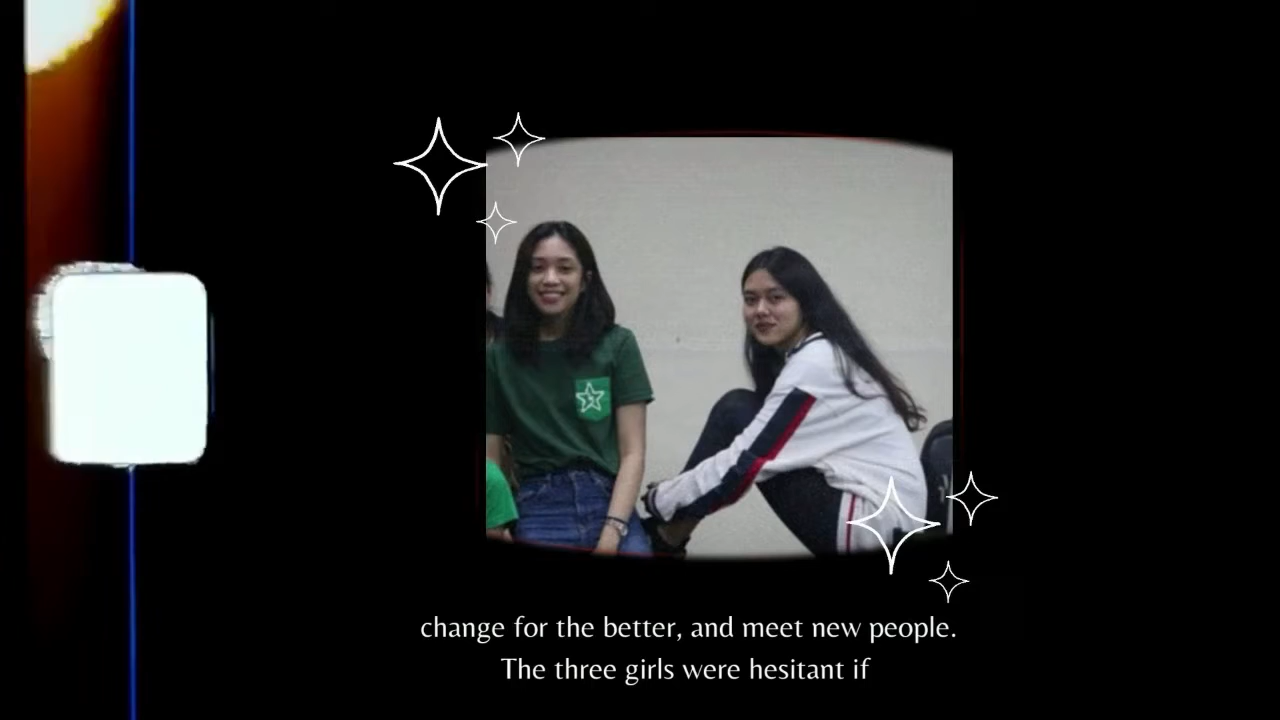 change for the better, and meet new people.
The three girls were hesitant if